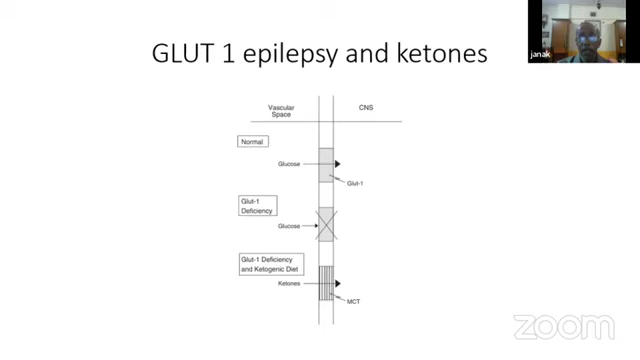 GLUT 1 epilepsy and ketones
janak
Vascular
Space
CNS
Normal
Glucose
Glut-1
Glut-1
Deficiency
Glucose
Glut-1 Deficiency
and Ketogenic Diet
Ketones
MCT
zoom